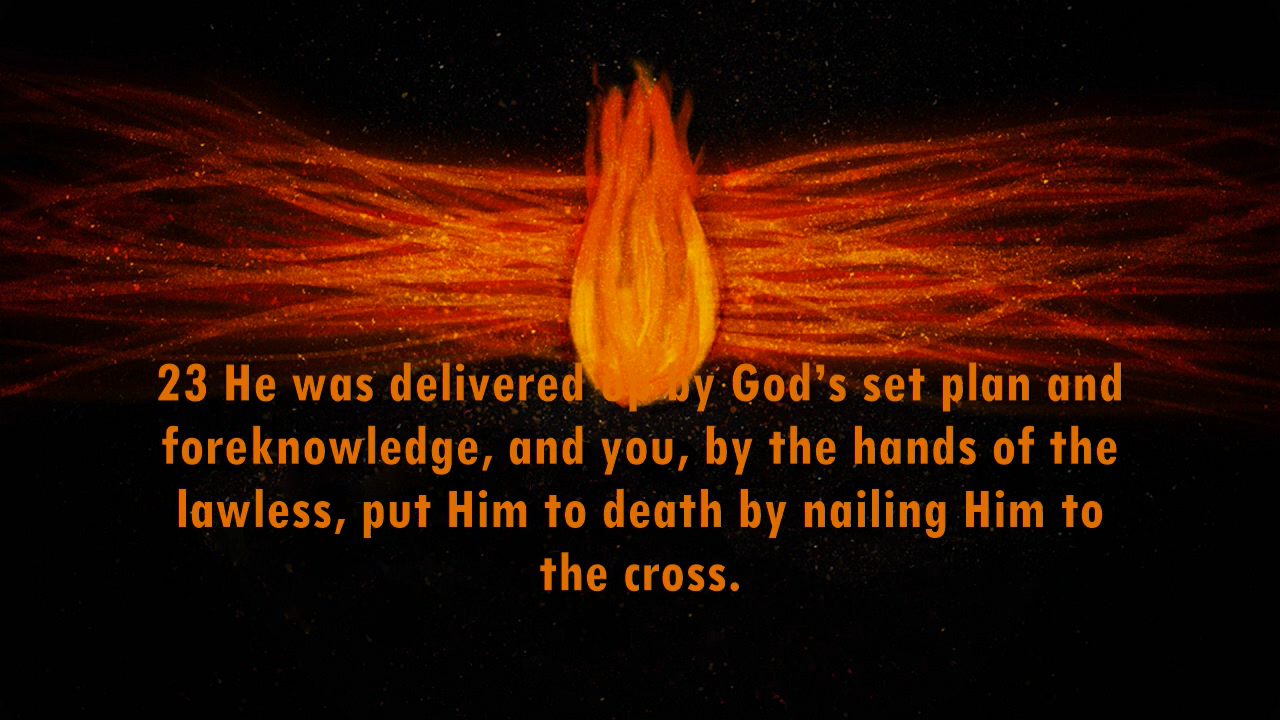 23 He was delivered up by God’s set plan and
foreknowledge, and you, by the hands of the
lawless, put Him to death by nailing Him to
the cross.